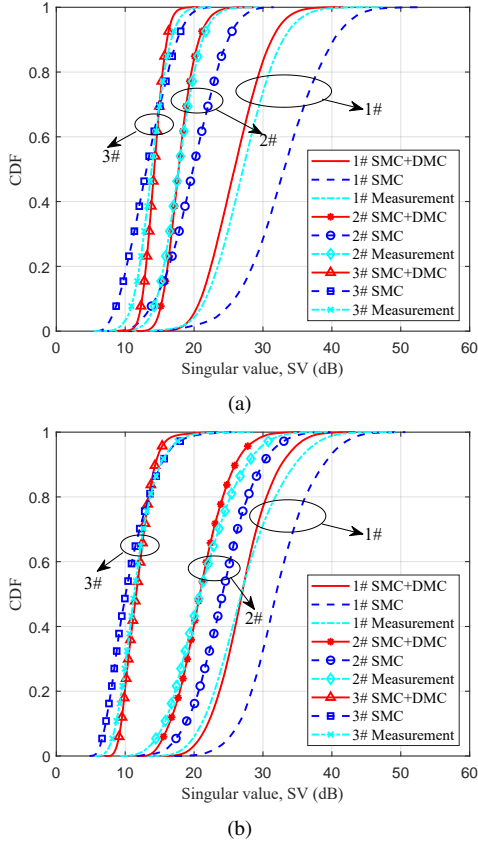 1
0.8
0.6
0.4
0.2
0
CDF
1#
2#
3#
1# SMC+DMC
1# SMC
1# Measurement
2# SMC+DMC
2# SMC
2# Measurement
3# SMC+DMC
3# SMC
3# Measurement
0 10 20 30 40 50 60
Singular value, SV (dB)
(a)
1
0.8
0.6
0.4
0.2
0
CDF
1#
3#
2#
1# SMC+DMC
1# SMC
1# Measurement
2# SMC+DMC
2# SMC
2# Measurement
3# SMC+DMC
3# SMC
3# Measurement
0 10 20 30 40 50 60
Singular value, SV (dB)
(b)